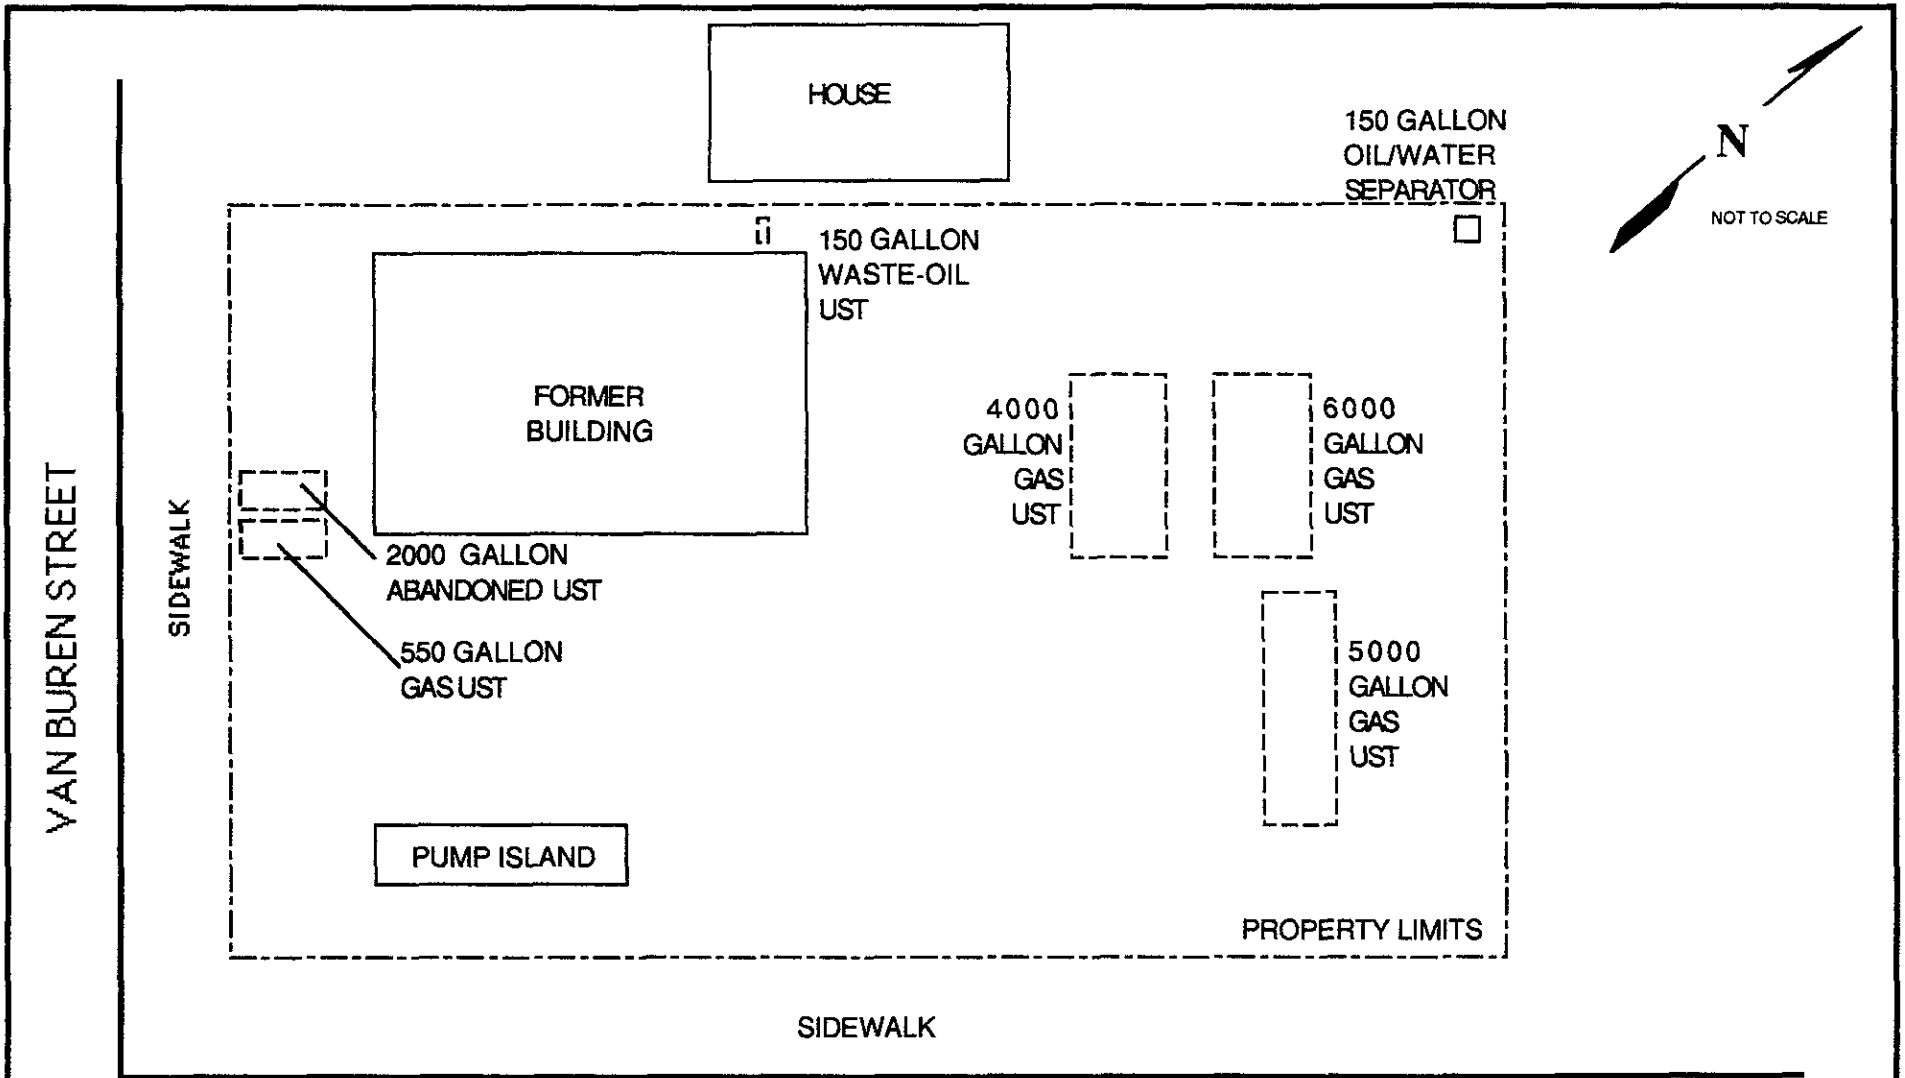 HOUSE
150 GALLON
OIL/WATER
SEPARATOR
N
NOT TO SCALE
150 GALLON
WASTE-OIL
UST
FORMER
BUILDING
4000
GALLON
GAS
UST
6000
GALLON
GAS
UST
VAN BUREN STREET
SIDEWALK
2000 GALLON
ABANDONED UST
550 GALLON
GAS UST
5000
GALLON
GAS
UST
PUMP ISLAND
PROPERTY LIMITS
SIDEWALK